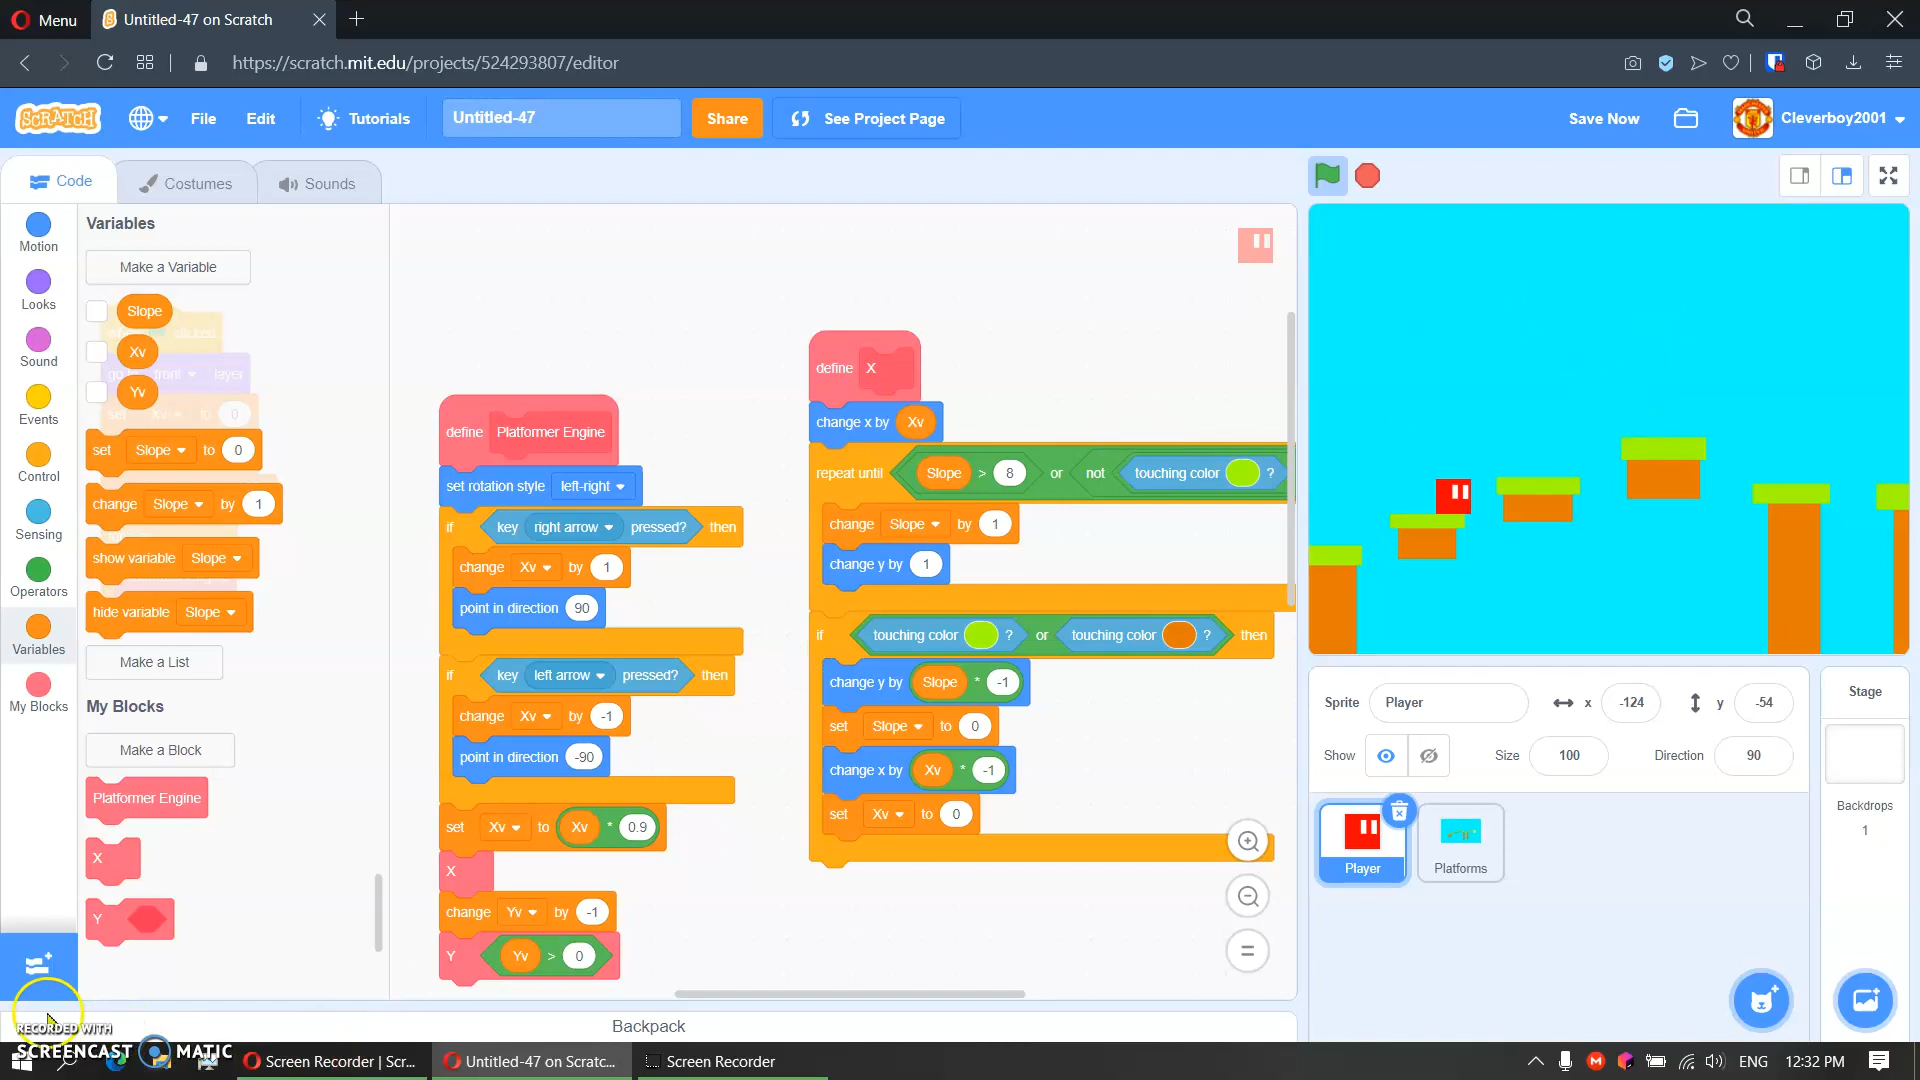 Menu
Untitled-47 on Scratch
https://scratch.mit.edu/projects/524293807/editor
SCRATCH
File
Edit
Tutorials
Untitled-47
Share
See Project Page
Save Now
Cleverboy2001
Code
Costumes
Sounds
Motion
Looks
Sound
Events
Control
Sensing
Operators
Variables
My Blocks
Variables
Make a Variable
Slope
Xv
Yv
set Slope to 0
change Slope by 1
show variable Slope
hide variable Slope
Make a List
My Blocks
Make a Block
Platformer Engine
X
Y
define Platformer Engine
set rotation style left-right
if key right arrow pressed? then
change Xv by 1
point in direction 90
if key left arrow pressed? then
change Xv by -1
point in direction -90
set Xv to Xv * 0.9
X
change Yv by -1
Y Yv > 0
define X
change x by Xv
repeat until Slope > 8 or not touching color ?
change Slope by 1
change y by 1
if touching color ? or touching color ? then
change y by Slope * -1
set Slope to 0
change x by Xv * -1
set Xv to 0
Backpack
Sprite Player x -124 y -54
Show Size 100 Direction 90
Player
Platforms
Stage
Backdrops
1
RECORDED WITH
SCREENCAST MATIC
Screen Recorder | Scr...
Untitled-47 on Scratc...
Screen Recorder
ENG
12:32 PM